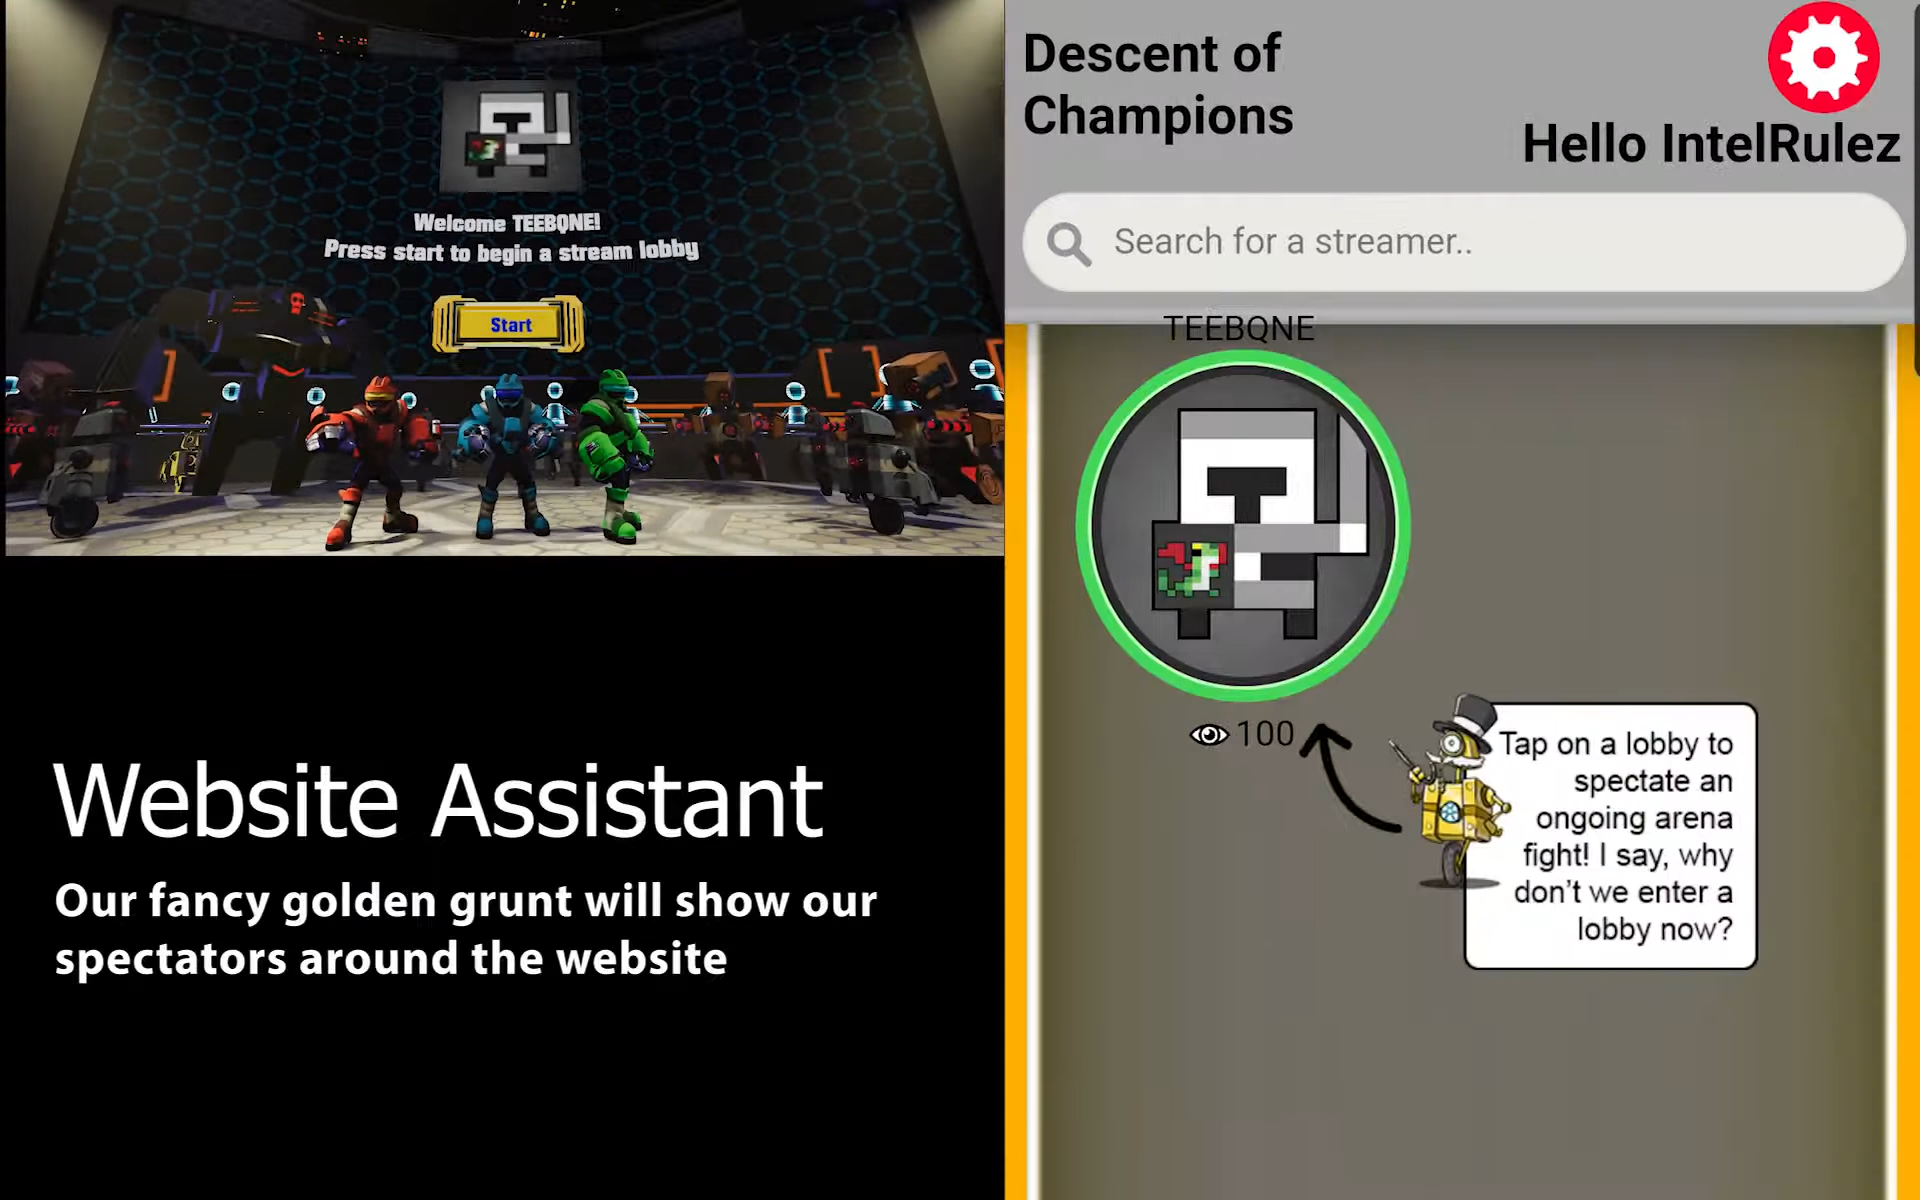 Welcome TEEBQNE!
Press start to begin a stream lobby
Start
Website Assistant
Our fancy golden grunt will show our
spectators around the website
Descent of
Champions
Hello IntelRulez
Search for a streamer..
TEEBQNE
100
Tap on a lobby to
spectate an
ongoing arena
fight! I say, why
don't we enter a
lobby now?